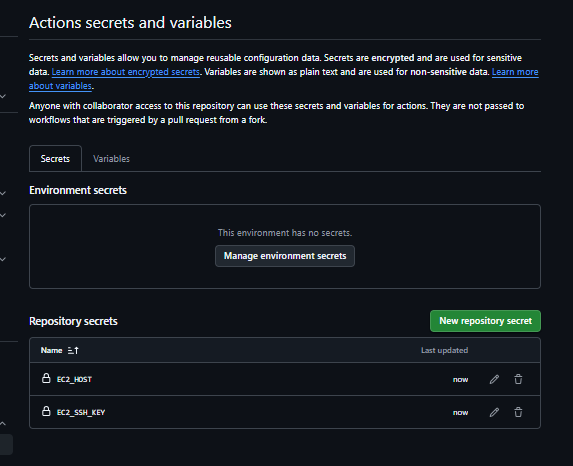 Actions secrets and variables
Secrets and variables allow you to manage reusable configuration data. Secrets are encrypted and are used for sensitive
data. Learn more about encrypted secrets. Variables are shown as plain text and are used for non-sensitive data. Learn more
about variables.
Anyone with collaborator access to this repository can use these secrets and variables for actions. They are not passed to
workflows that are triggered by a pull request from a fork.
Secrets Variables
Environment secrets
This environment has no secrets.
Manage environment secrets
Repository secrets New repository secret
Name Last updated
EC2_HOST now
EC2_SSH_KEY now